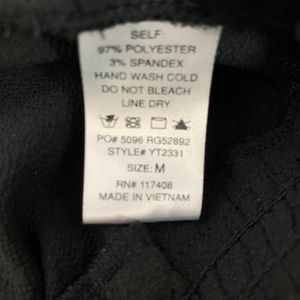 SELF:
97% POLYESTER
3% SPANDEX
HAND WASH COLD
DO NOT BLEACH
LINE DRY
PO# 5096 RG52892
STYLE# YT2331
SIZE: M
RN# 117408
MADE IN VIETNAM